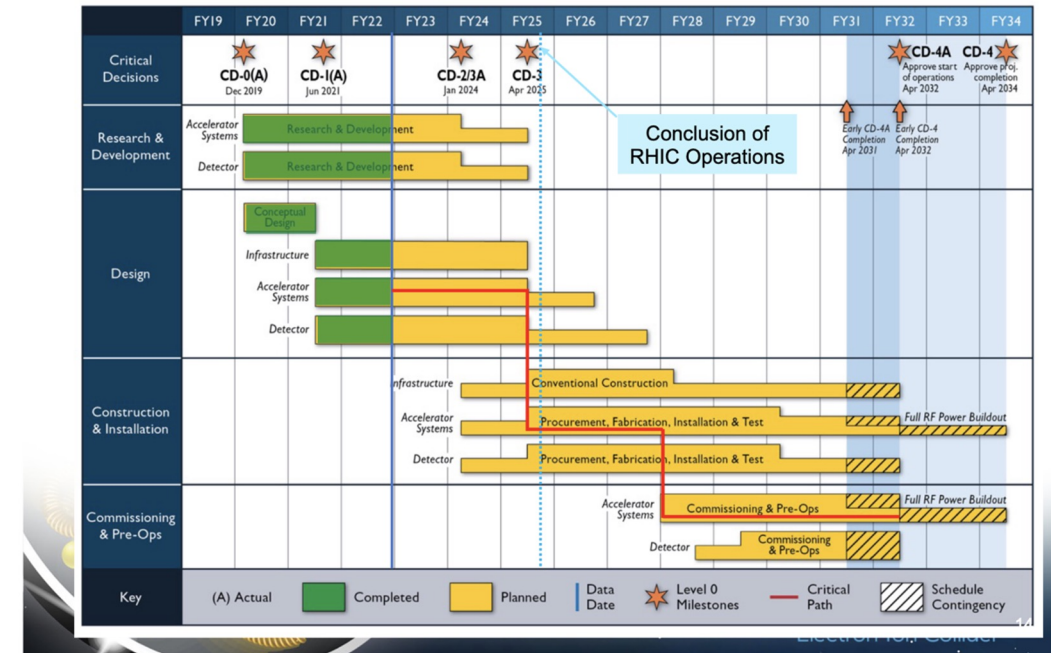 FY19 FY20 FY21 FY22 FY23 FY24 FY25 FY26 FY27 FY28 FY29 FY30 FY31 FY32 FY33 FY34
Critical
Decisions
CD-0(A)
Dec 2019
CD-1(A)
Jun 2021
CD-2/3A
Jan 2024
CD-3
Apr 2025
CD-4A
Approve start
of operations
Apr 2032
CD-4
Approve proj.
completion
Apr 2034
Early CD-4A
Completion
Apr 2031
Early CD-4
Completion
Apr 2032
Conclusion of
RHIC Operations
Research &
Development
Accelerator
Systems
Research & Development
Detector
Research & Development
Design
Conceptual
Design
Infrastructure
Accelerator
Systems
Detector
Construction
& Installation
Infrastructure
Conventional Construction
Accelerator
Systems
Procurement, Fabrication, Installation & Test
Full RF Power Buildout
Detector
Procurement, Fabrication, Installation & Test
Commissioning
& Pre-Ops
Accelerator
Systems
Commissioning & Pre-Ops
Full RF Power Buildout
Detector
Commissioning
& Pre-Ops
Key
(A) Actual
Completed
Planned
Data
Date
Level 0
Milestones
Critical
Path
Schedule
Contingency
14
Electron Ion Collider